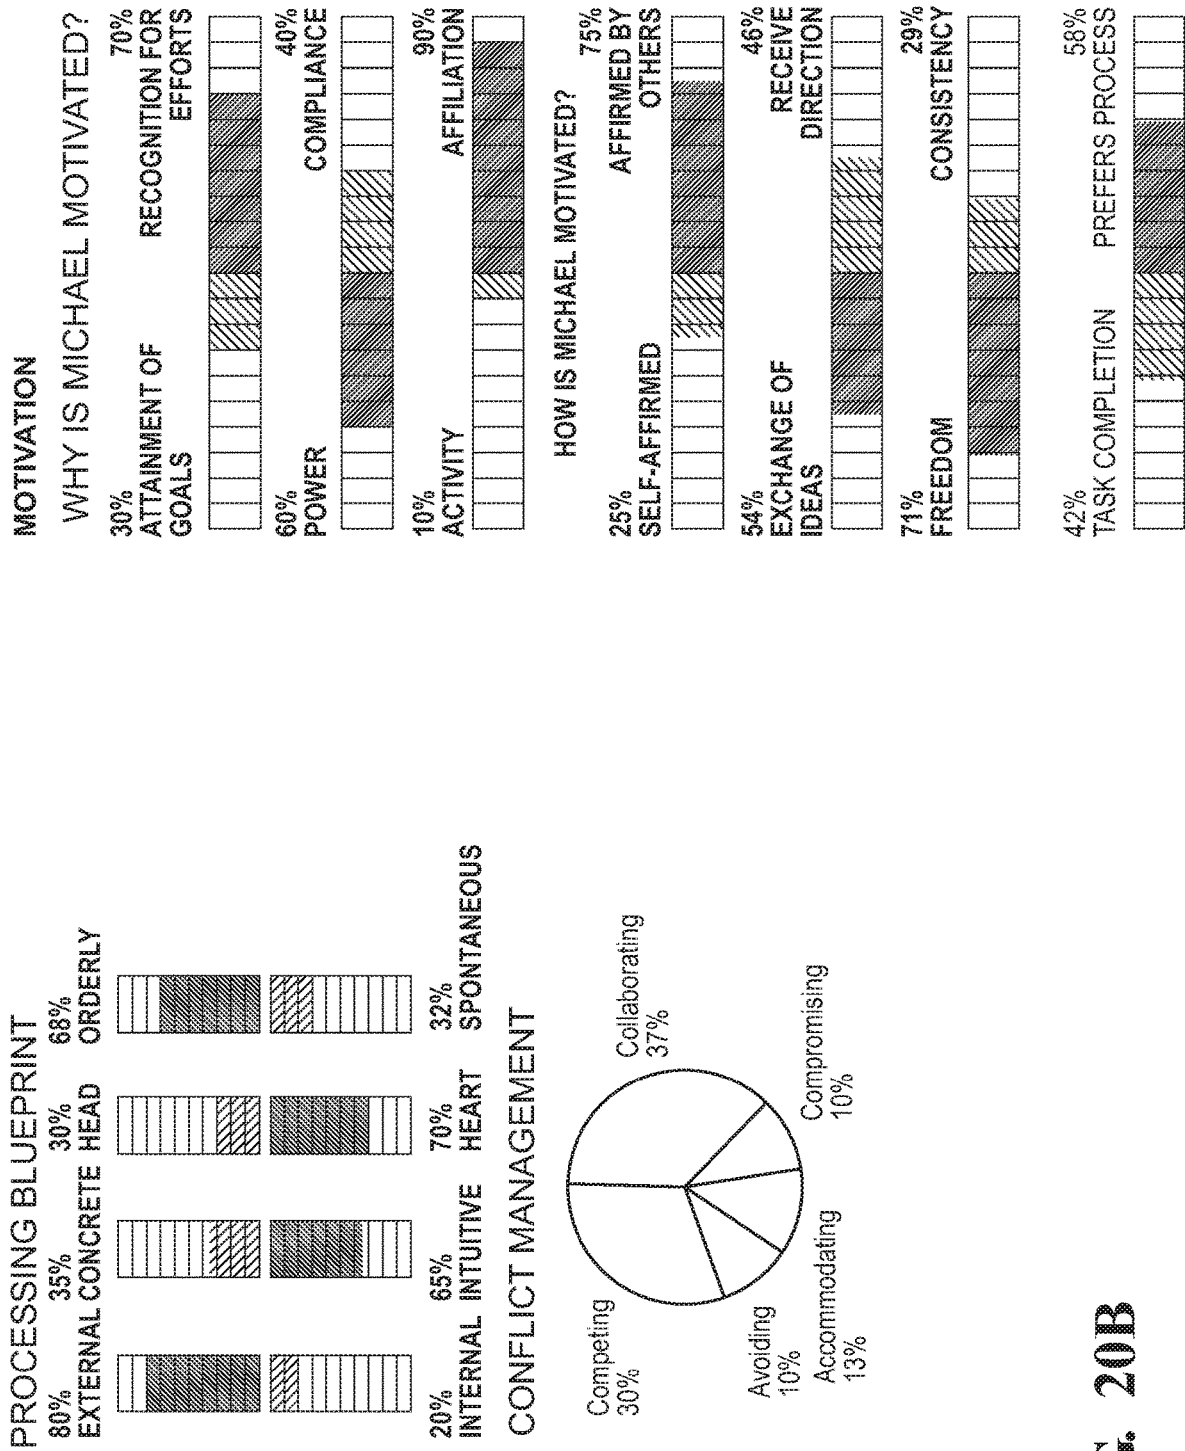 PROCESSING BLUEPRINT
80% 35% 30% 68%
EXTERNAL CONCRETE HEAD ORDERLY
20% 65% 70% 32%
INTERNAL INTUITIVE HEART SPONTANEOUS
CONFLICT MANAGEMENT
Competing
30%
Collaborating
37%
Avoiding
10%
Accommodating
13%
Compromising
10%
MOTIVATION
WHY IS MICHAEL MOTIVATED?
30% 70%
ATTAINMENT OF RECOGNITION FOR
GOALS EFFORTS
60% 40%
POWER COMPLIANCE
10% 90%
ACTIVITY AFFILIATION
HOW IS MICHAEL MOTIVATED?
25% 75%
SELF-AFFIRMED AFFIRMED BY
OTHERS
54% 46%
EXCHANGE OF RECEIVE
IDEAS DIRECTION
71% 29%
FREEDOM CONSISTENCY
42% 58%
TASK COMPLETION PREFERS PROCESS
20B